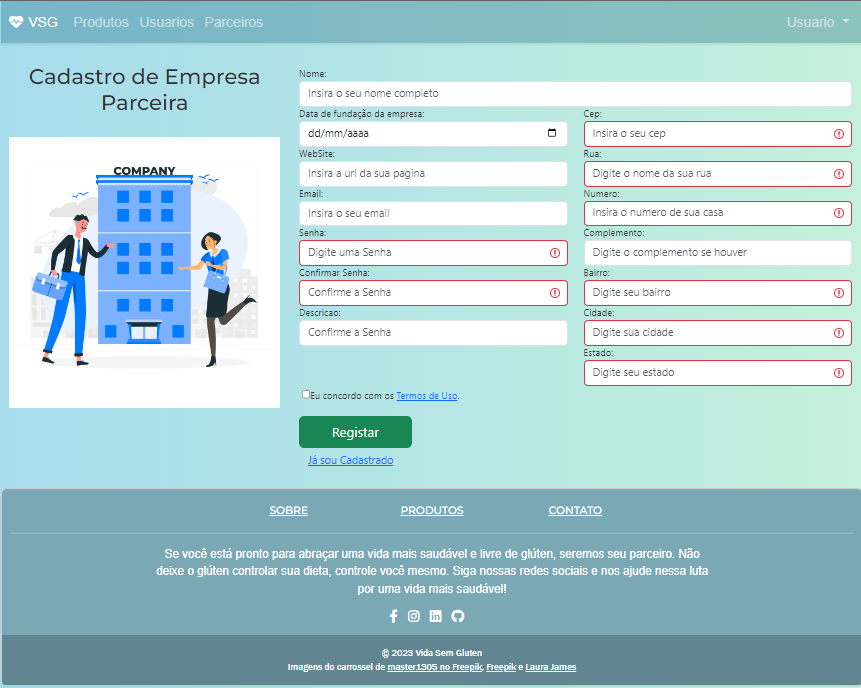 VSG Produtos Usuarios Parceiros Usuario
Cadastro de Empresa
Parceira
COMPANY
Nome:
Insira o seu nome completo
Data de fundação da empresa:
dd/mm/aaaa
WebSite:
Insira a url da sua pagina
Email:
Insira o seu email
Senha:
Digite uma Senha
Confirmar Senha:
Confirme a Senha
Descricao:
Confirme a Senha
Cep:
Insira o seu cep
Rua:
Digite o nome da sua rua
Numero:
Insira o numero de sua casa
Complemento:
Digite o complemento se houver
Bairro:
Digite seu bairro
Cidade:
Digite sua cidade
Estado:
Digite seu estado
Eu concordo com os Termos de Uso.
Registar
Já sou Cadastrado
SOBRE PRODUTOS CONTATO
Se você está pronto para abraçar uma vida mais saudável e livre de glúten, seremos seu parceiro. Não
deixe o glúten controlar sua dieta, controle você mesmo. Siga nossas redes sociais e nos ajude nessa luta
por uma vida mais saudável!
© 2023 Vida Sem Gluten
Imagens do carrossel de master1305 no Freepik, Freepik e Laura James